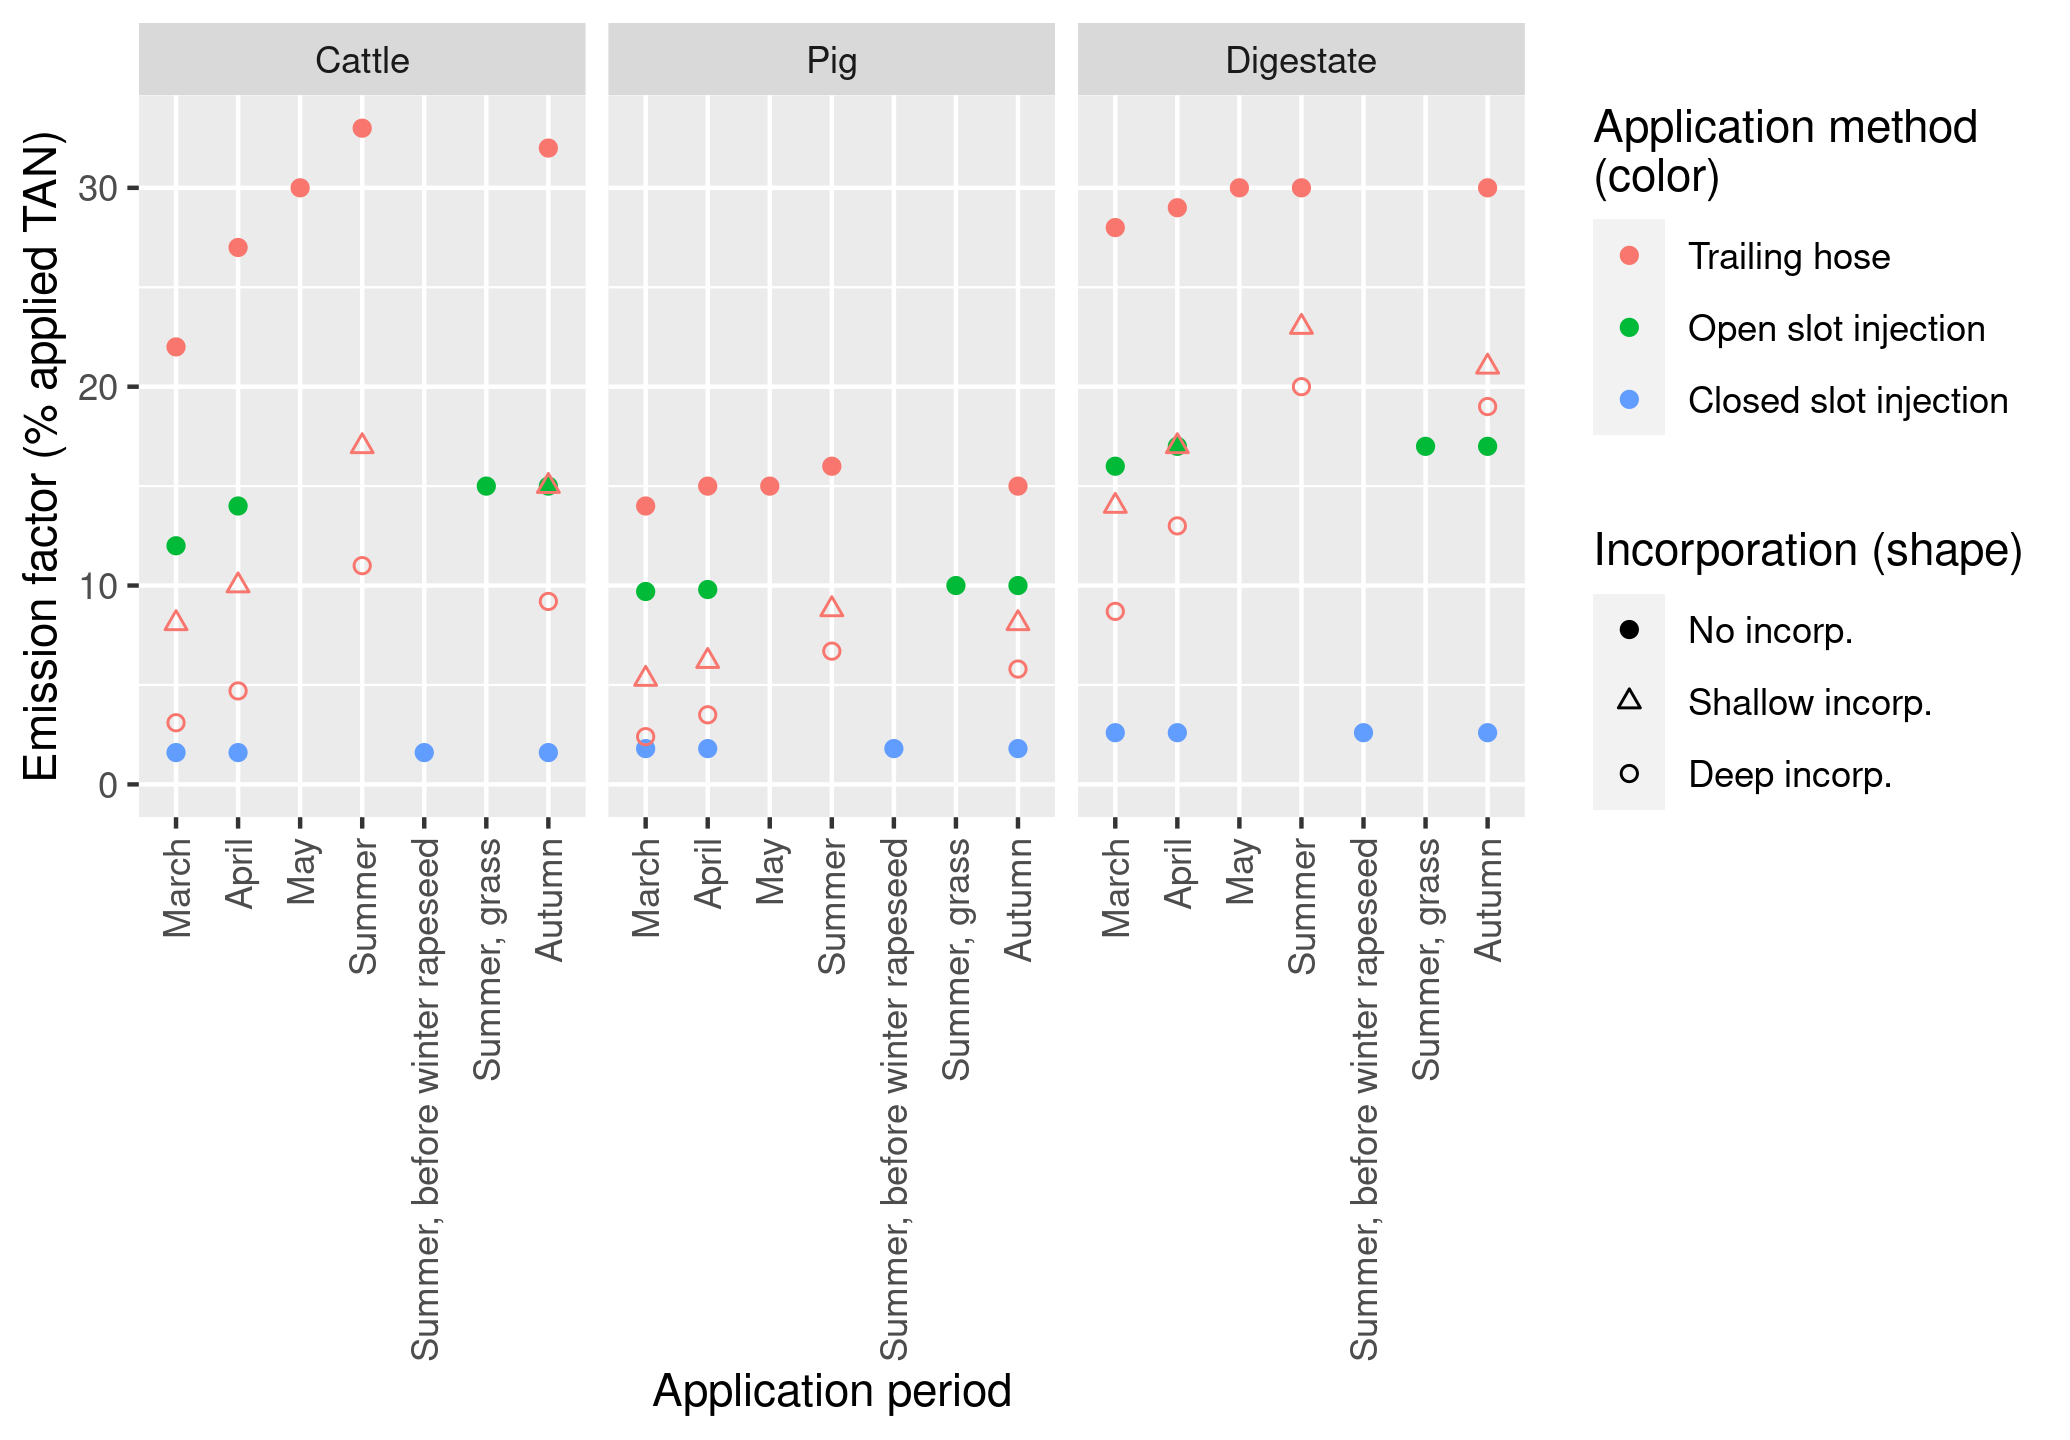 Cattle
Pig
Digestate
Emission factor (% applied TAN)
30
20
10
0
March
April
May
Summer
Summer, before winter rapeseed
Summer, grass
Autumn
March
April
May
Summer
Summer, before winter rapeseed
Summer, grass
Autumn
March
April
May
Summer
Summer, before winter rapeseed
Summer, grass
Autumn
Application period
Application method
(color)
Trailing hose
Open slot injection
Closed slot injection
Incorporation (shape)
No incorp.
Shallow incorp.
Deep incorp.